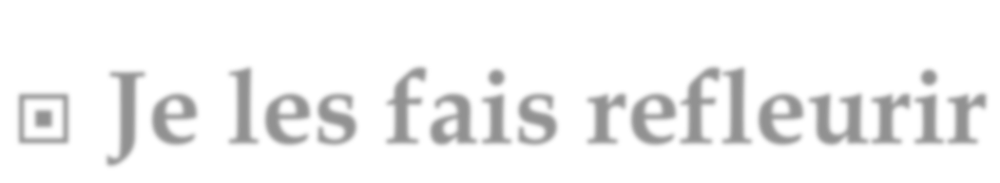 ▣ Je les fais refleurir